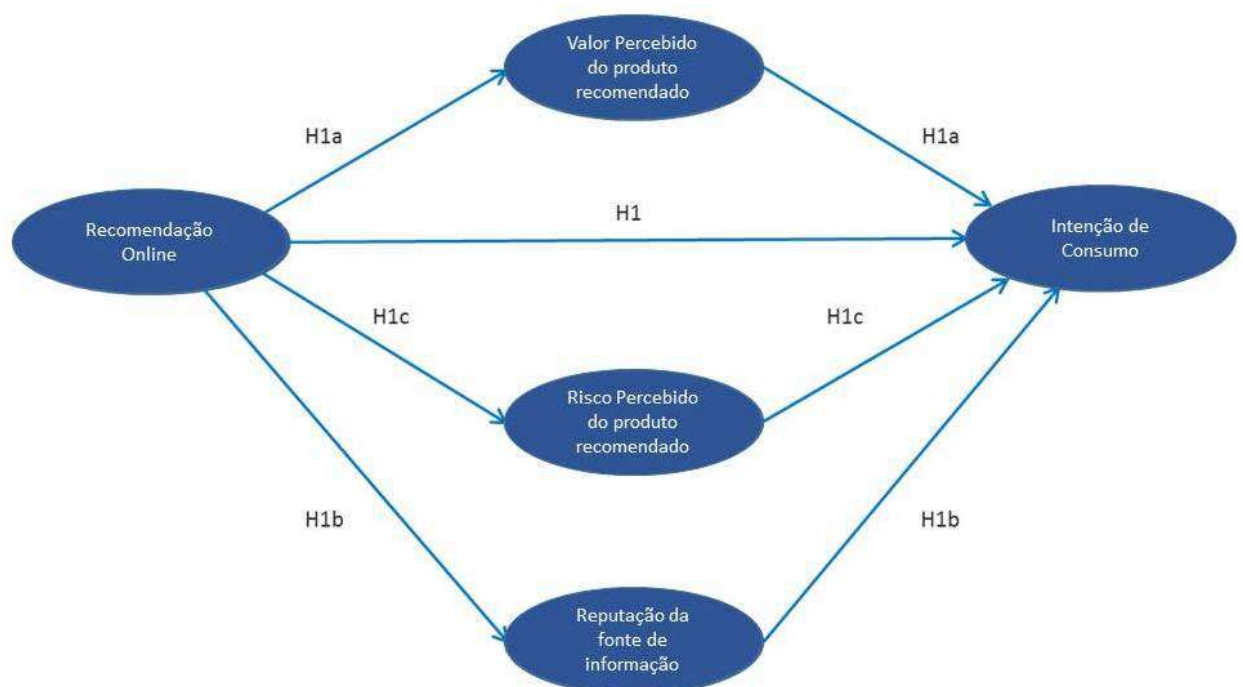 Valor Percebido
do produto
recomendado
H1a
H1a
H1
Recomendação
Online
Intenção de
Consumo
H1c
H1c
Risco Percebido
do produto
recomendado
H1b
H1b
Reputação da
fonte de
informação